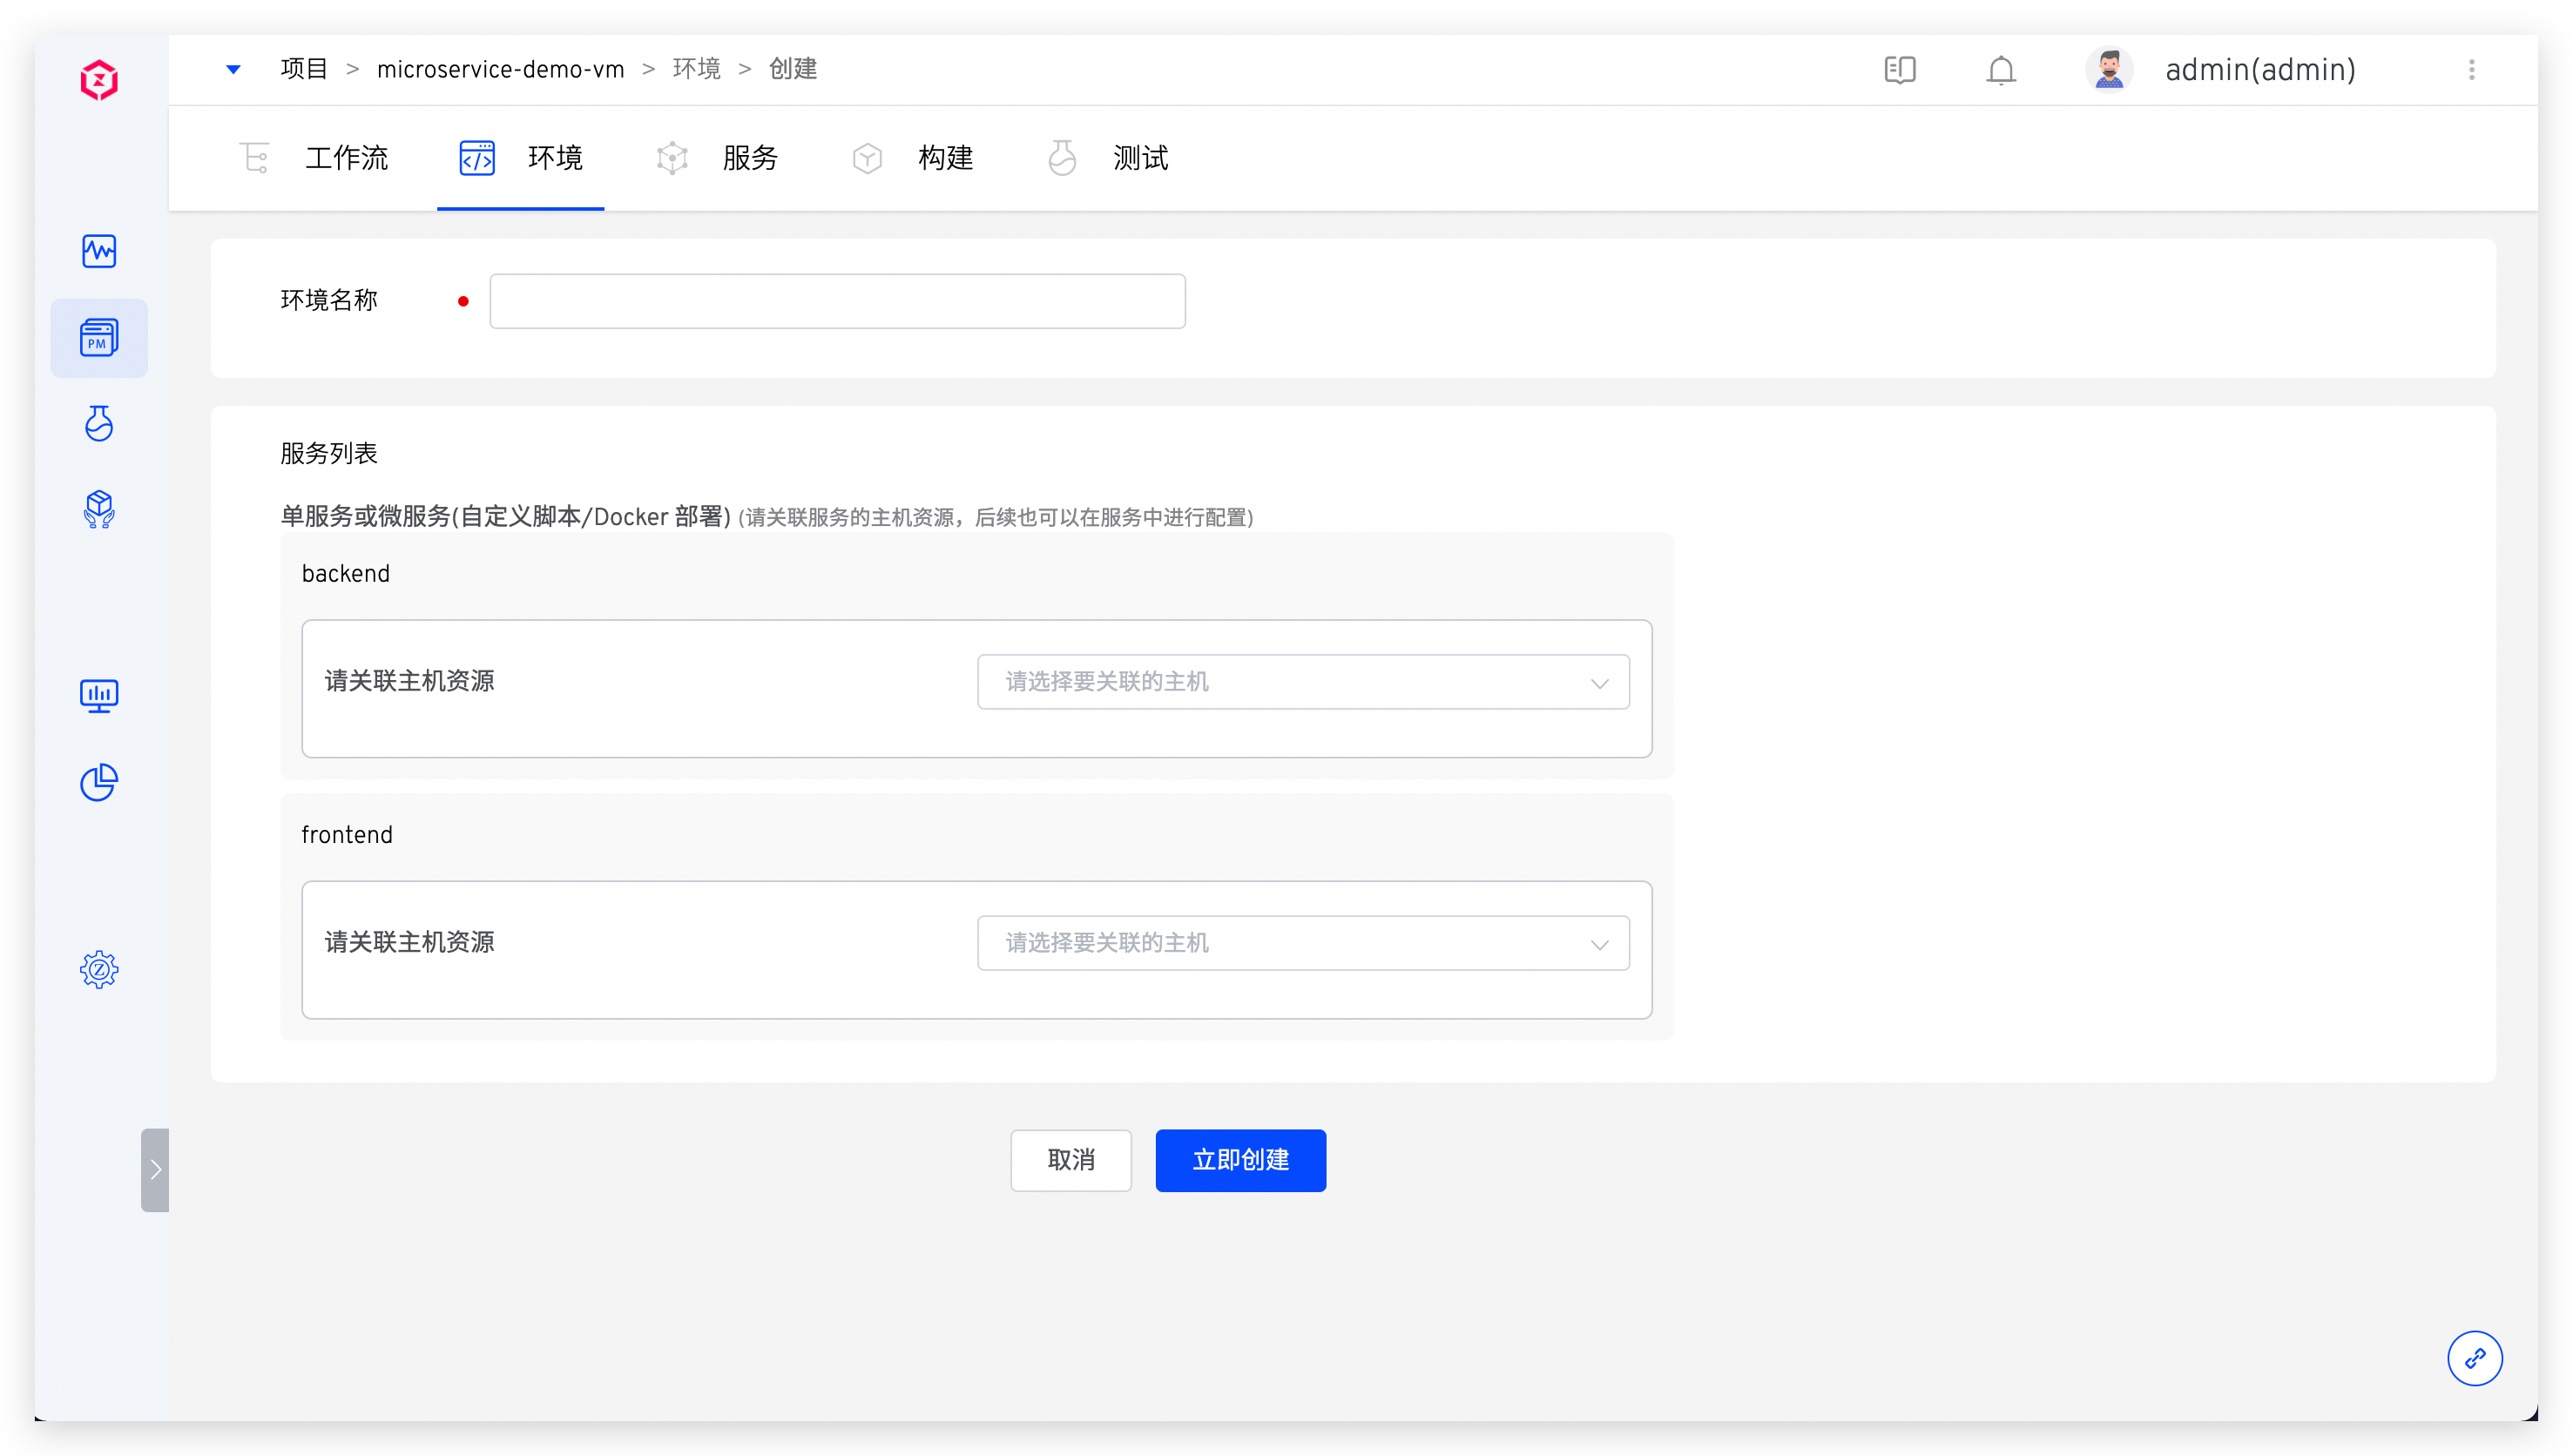 项目 > microservice-demo-vm > 环境 > 创建
admin(admin)
工作流 环境 服务 构建 测试
PM
环境名称
服务列表
单服务或微服务(自定义脚本/Docker 部署) (请关联服务的主机资源，后续也可以在服务中进行配置)
backend
请关联主机资源 请选择要关联的主机
frontend
请关联主机资源 请选择要关联的主机
取消 立即创建